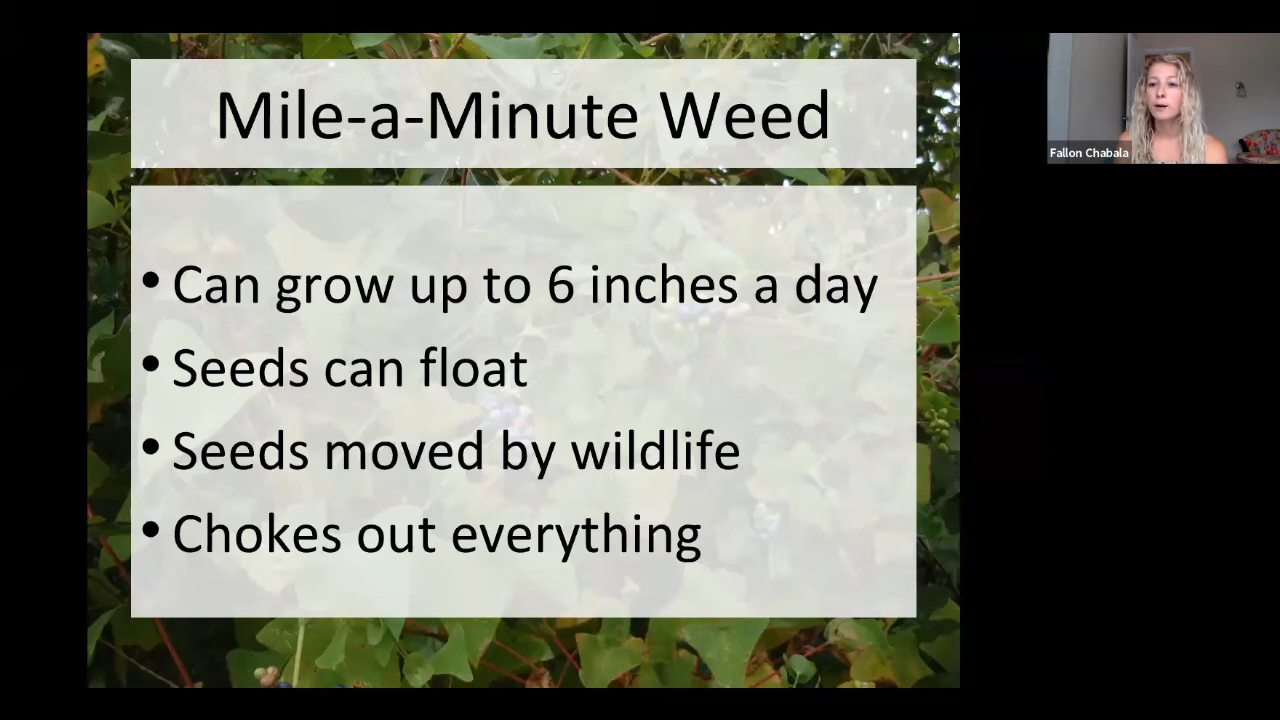 Mile-a-Minute Weed
• Can grow up to 6 inches a day
• Seeds can float
• Seeds moved by wildlife
• Chokes out everything
Fallon Chabala